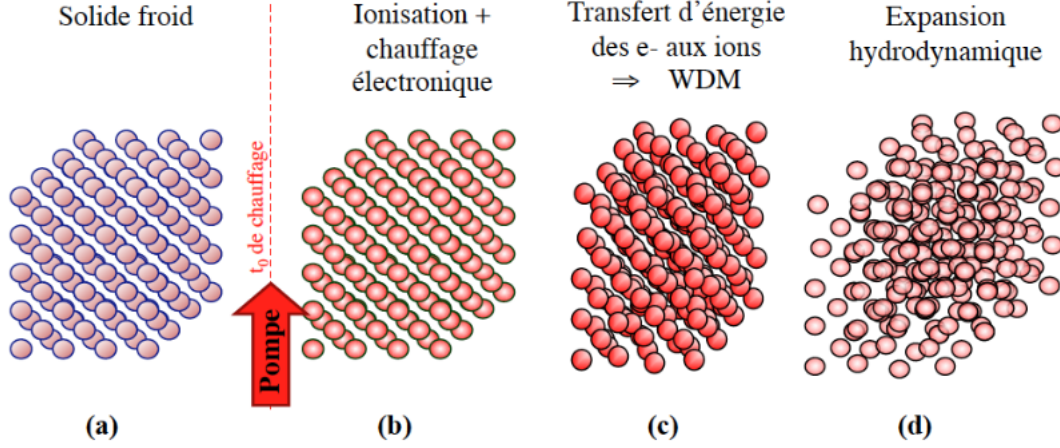 Solide froid
Ionisation +
chauffage
électronique
Transfert d'énergie
des e- aux ions
⇒ WDM
Expansion
hydrodynamique
t₀ de chauffage
Pompe
(a)
(b)
(c)
(d)